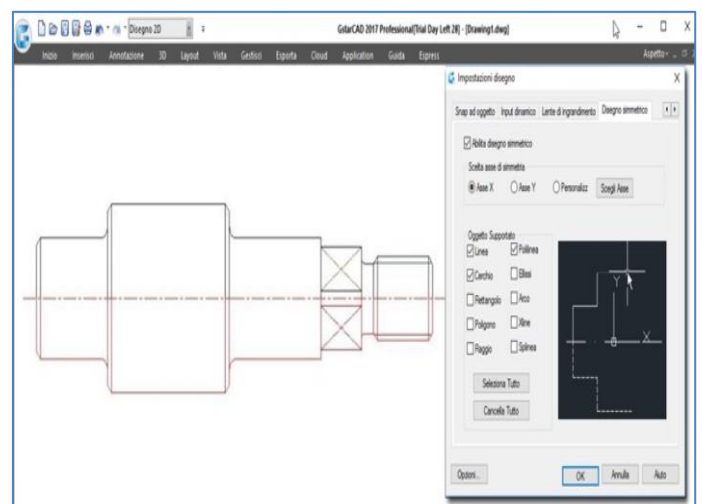 Disegno 2D
GstarCAD 2017 Professional[Trial Day Left 28] - [Drawing1.dwg]
Inizio Inserisci Annotazione 3D Layout Vista Gestisci Esporta Cloud Application Guida Express
Aspetto
Impostazioni disegno
Snap ad oggetto Input dinamico Lente di ingrandimento Disegno simmetrico
Abilita disegno simmetrico
Scelta asse di simmetria
Asse X Asse Y Personalizz Scegli Asse
Oggetto Supportato
Linea Polilinea
Cerchio Ellissi
Rettangolo Arco
Poligono Xline
Raggio Splinea
Seleziona Tutto
Cancella Tutto
Y
X
Opzioni... OK Annulla Aiuto